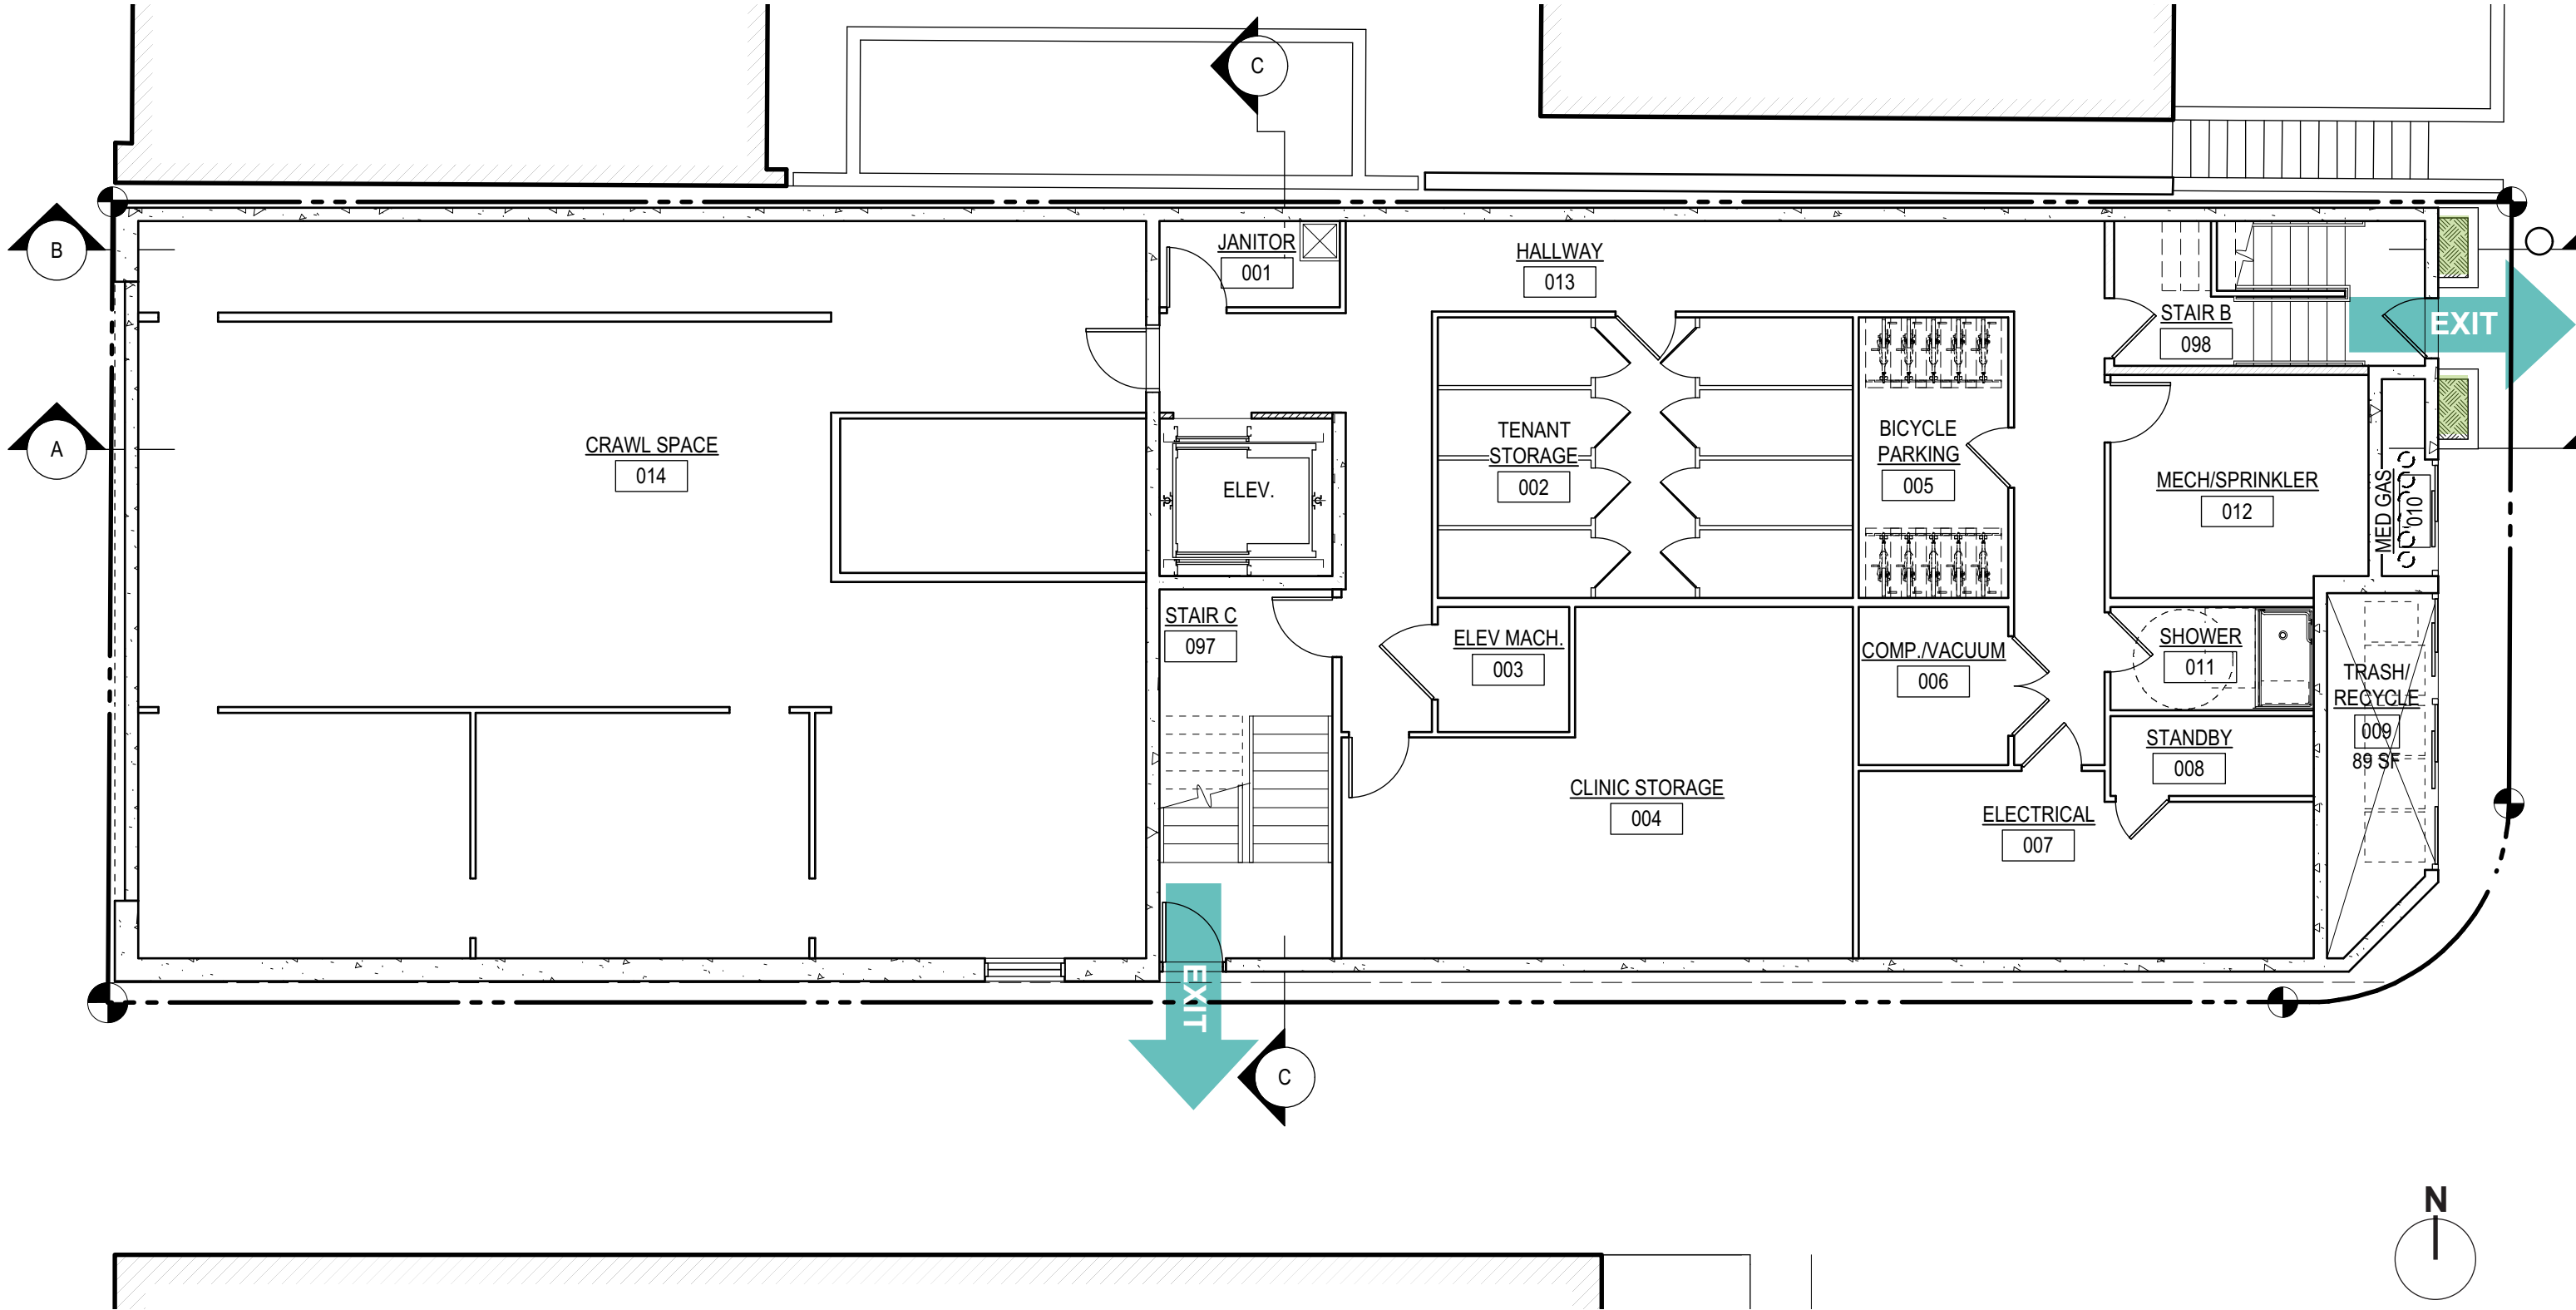 C
B
JANITOR
001
HALLWAY
013
STAIR B
098
EXIT
A
CRAWL SPACE
014
ELEV.
TENANT
STORAGE
002
BICYCLE
PARKING
005
MECH/SPRINKLER
012
MED GAS
010
STAIR C
097
ELEV MACH.
003
COMP./VACUUM
006
SHOWER
011
TRASH/
RECYCLE
009
89 SF
STANDBY
008
CLINIC STORAGE
004
ELECTRICAL
007
EXIT
C
N